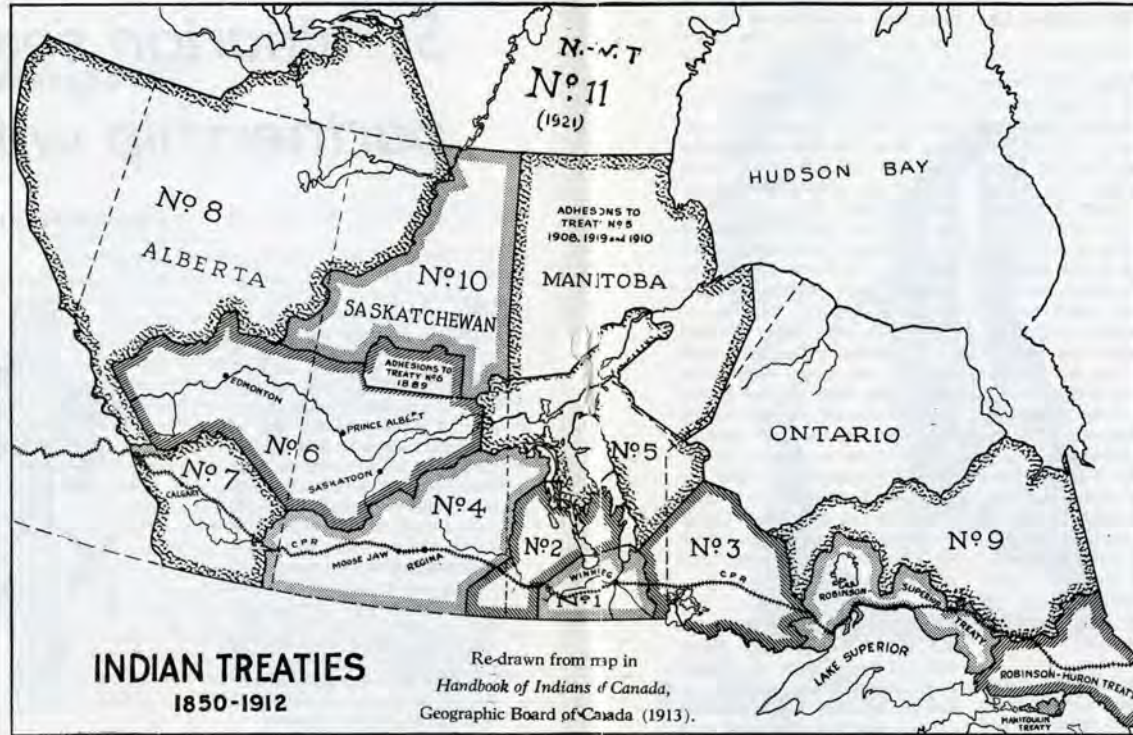 N.-W.T
Nº 11
(1921)
HUDSON BAY
Nº 8
ALBERTA
ADHESONS TO
TREAT Nº 5
1908, 1919 and 1910
MANITOBA
Nº 10
SASKATCHEWAN
ADHESIONS TO
TREATY Nº 6
1889
EDMONTON
PRINCE ALBERT
Nº 6
SASKATOON
ONTARIO
Nº 5
Nº 7
CALGARY
Nº 4
CPR
MOOSE JAW
REGINA
Nº 2
WINNIPEG
Nº 1
Nº 3
CPR
Nº 9
ROBINSON
SUPERIOR
TREATY
LAKE SUPERIOR
ROBINSON-HURON TREATY
MANITOULIN
TREATY
INDIAN TREATIES
1850-1912
Re-drawn from map in
Handbook of Indians of Canada,
Geographic Board of Canada (1913).